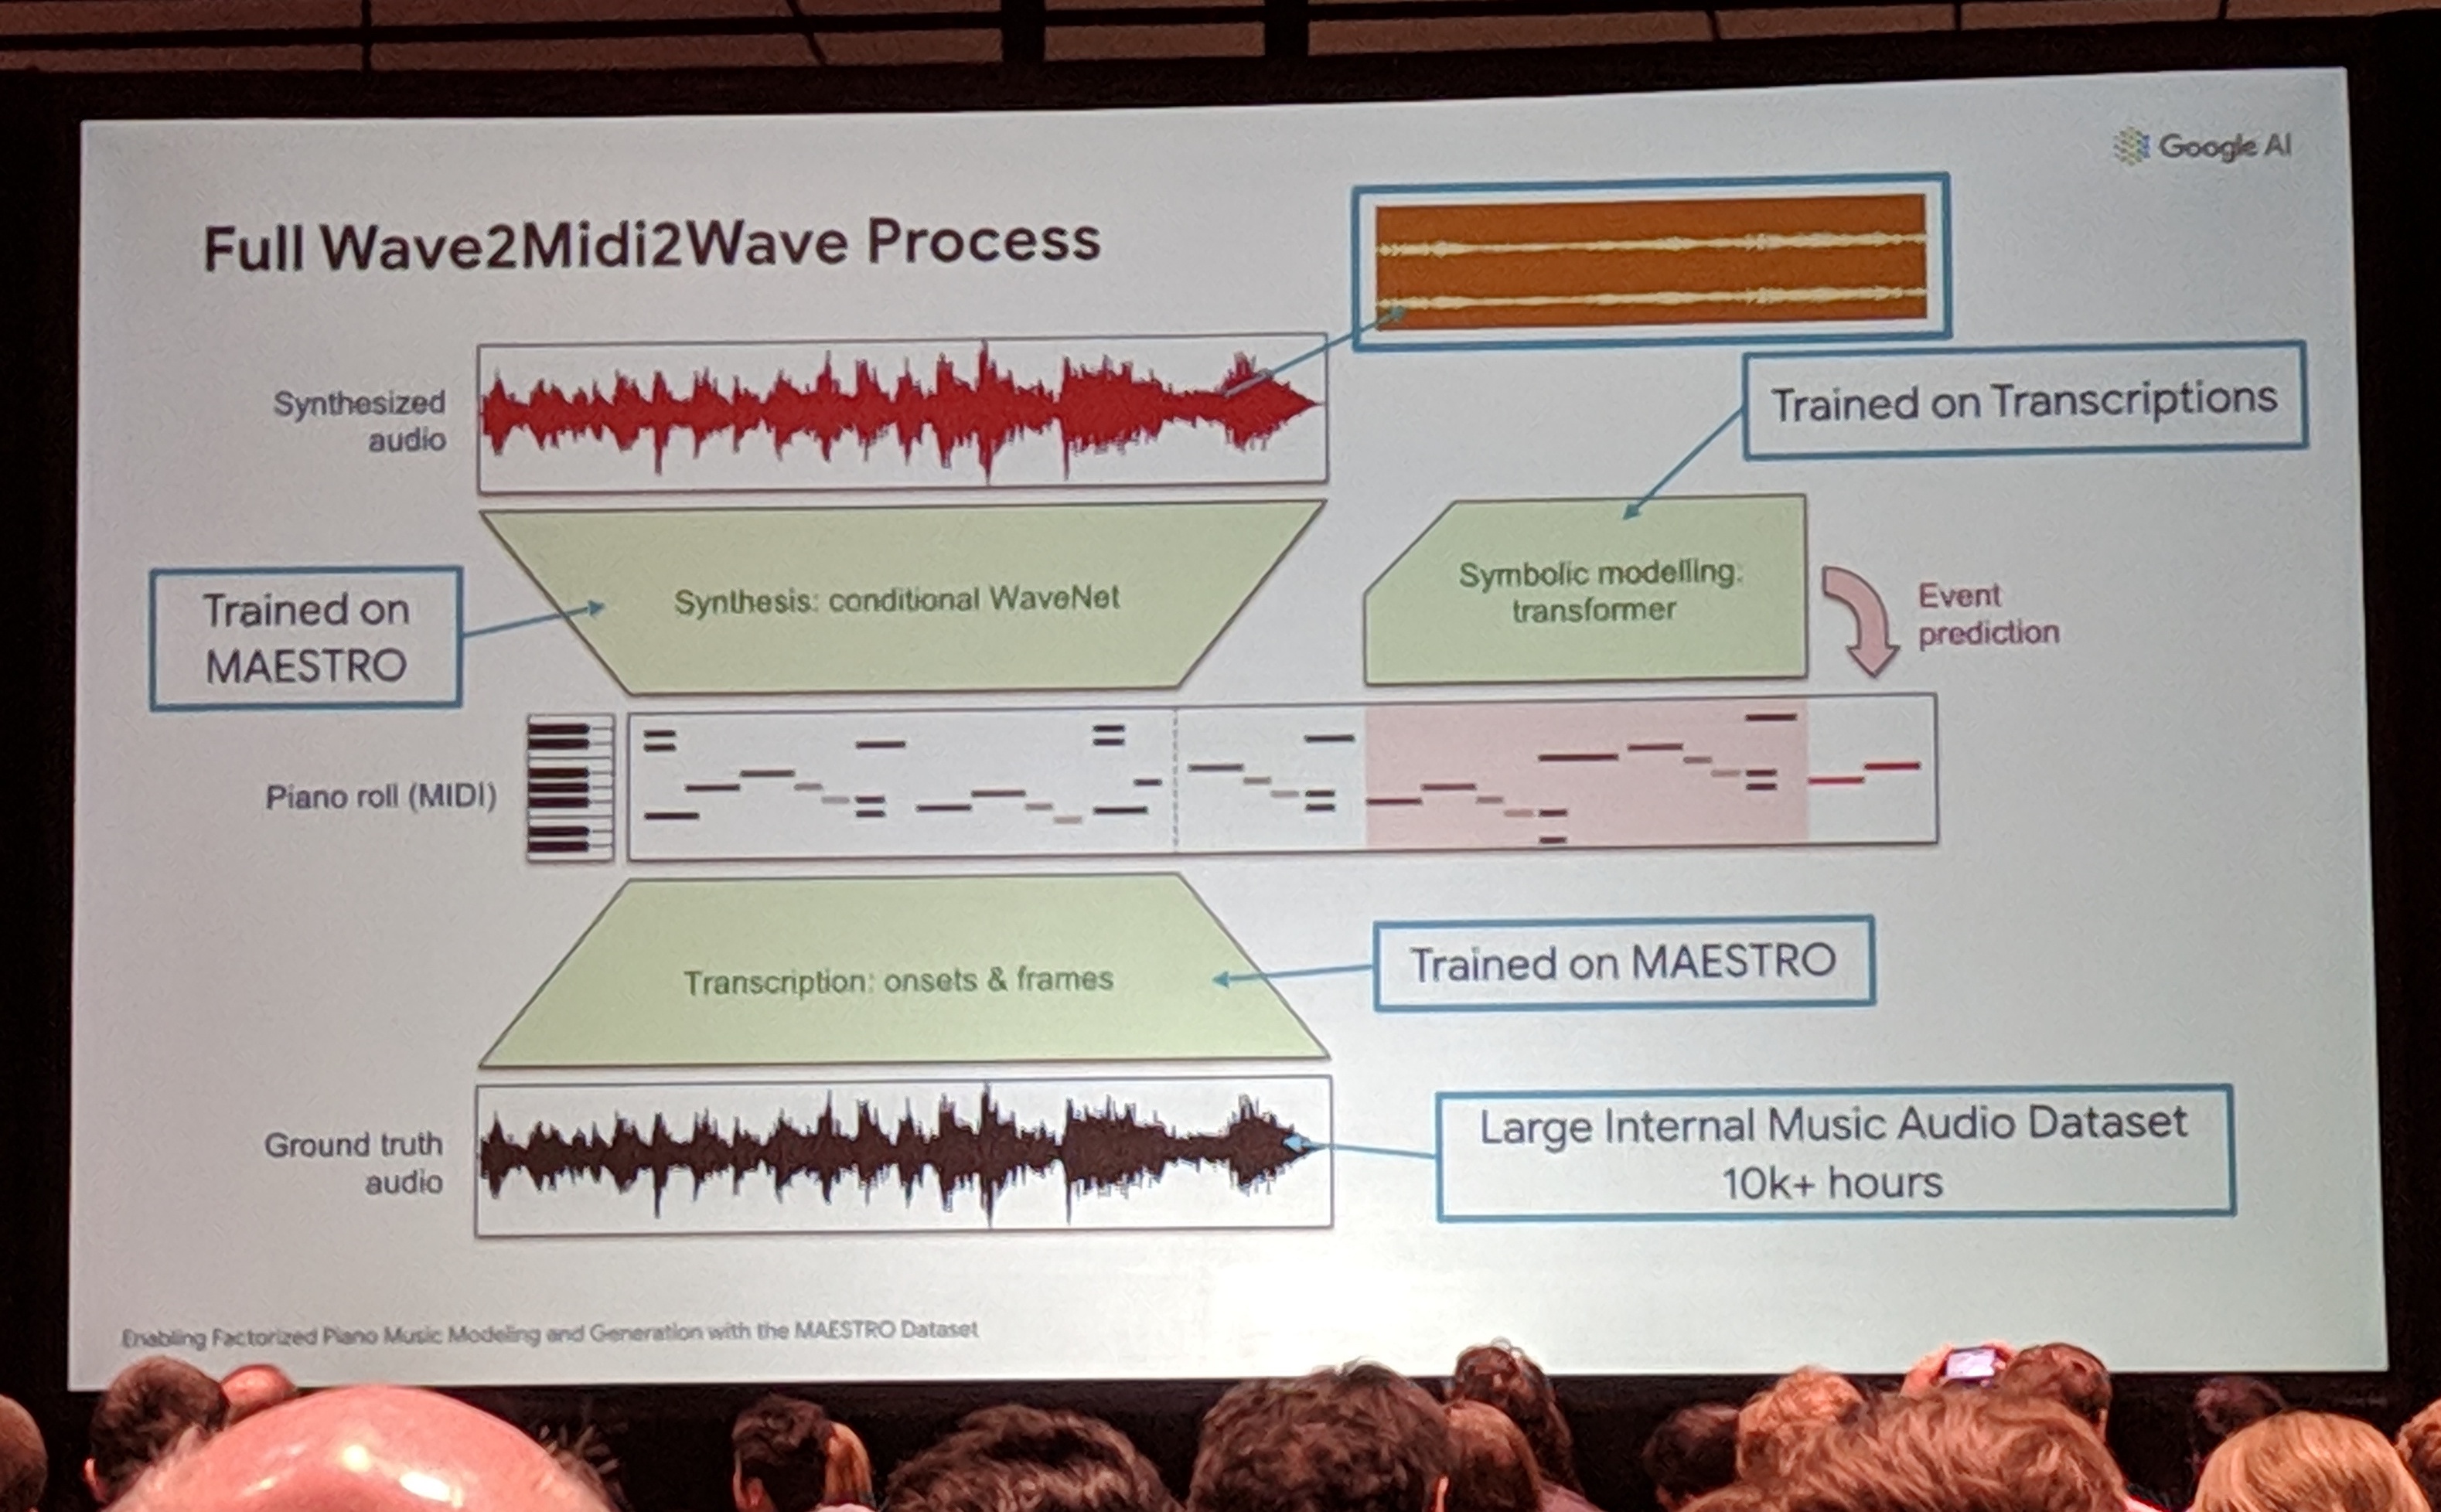 Google AI
Full Wave2Midi2Wave Process
Synthesized
audio
Trained on Transcriptions
Synthesis: conditional WaveNet
Symbolic modelling:
transformer
Event
prediction
Trained on
MAESTRO
Piano roll (MIDI)
Transcription: onsets & frames
Trained on MAESTRO
Ground truth
audio
Large Internal Music Audio Dataset
10k+ hours
Enabling Factorized Piano Music Modeling and Generation with the MAESTRO Dataset